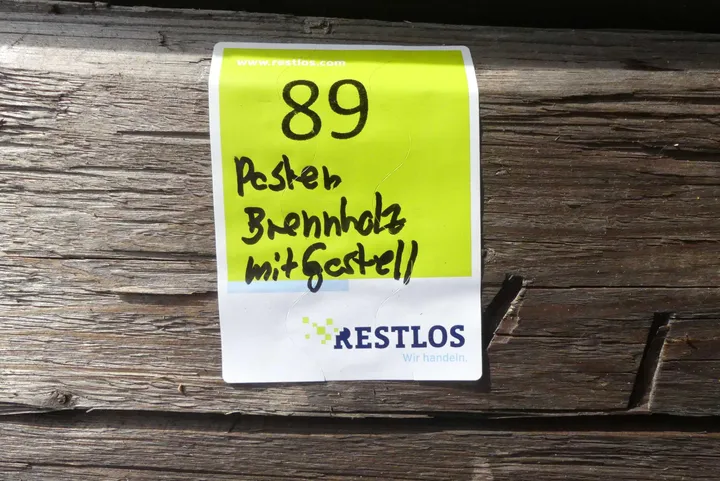 www.restlos.com
89
Posten
Brennholz
mit Gestell
RESTLOS
Wir handeln.